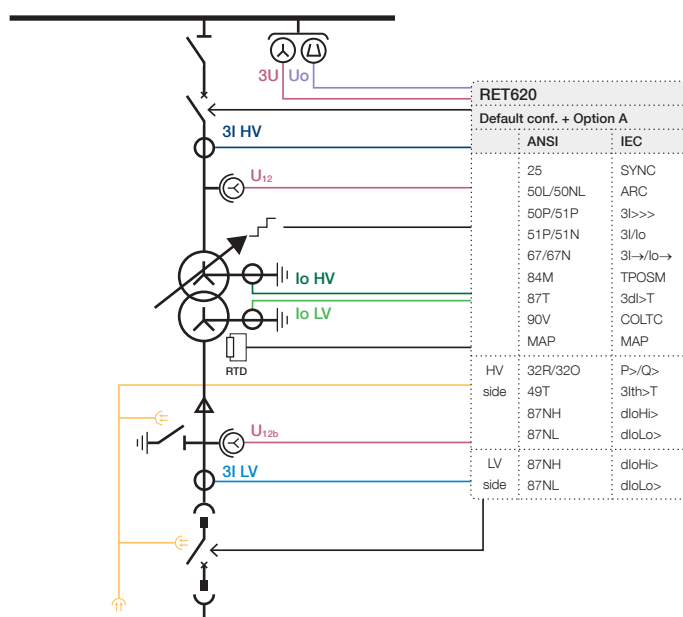 3U Uo
RET620
Default conf. + Option A
ANSI IEC
3I HV
25 SYNC
U₁₂
50L/50NL ARC
50P/51P 3I>>>
51P/51N 3I/Io
67/67N 3I→/Io→
Io HV
84M TPOSM
87T 3dI>T
Io LV
90V COLTC
MAP MAP
RTD
HV 32R/32O P>/Q>
side 49T 3Ith>T
87NH dIoHi>
U₁₂b
87NL dIoLo>
3I LV
LV 87NH dIoHi>
side 87NL dIoLo>